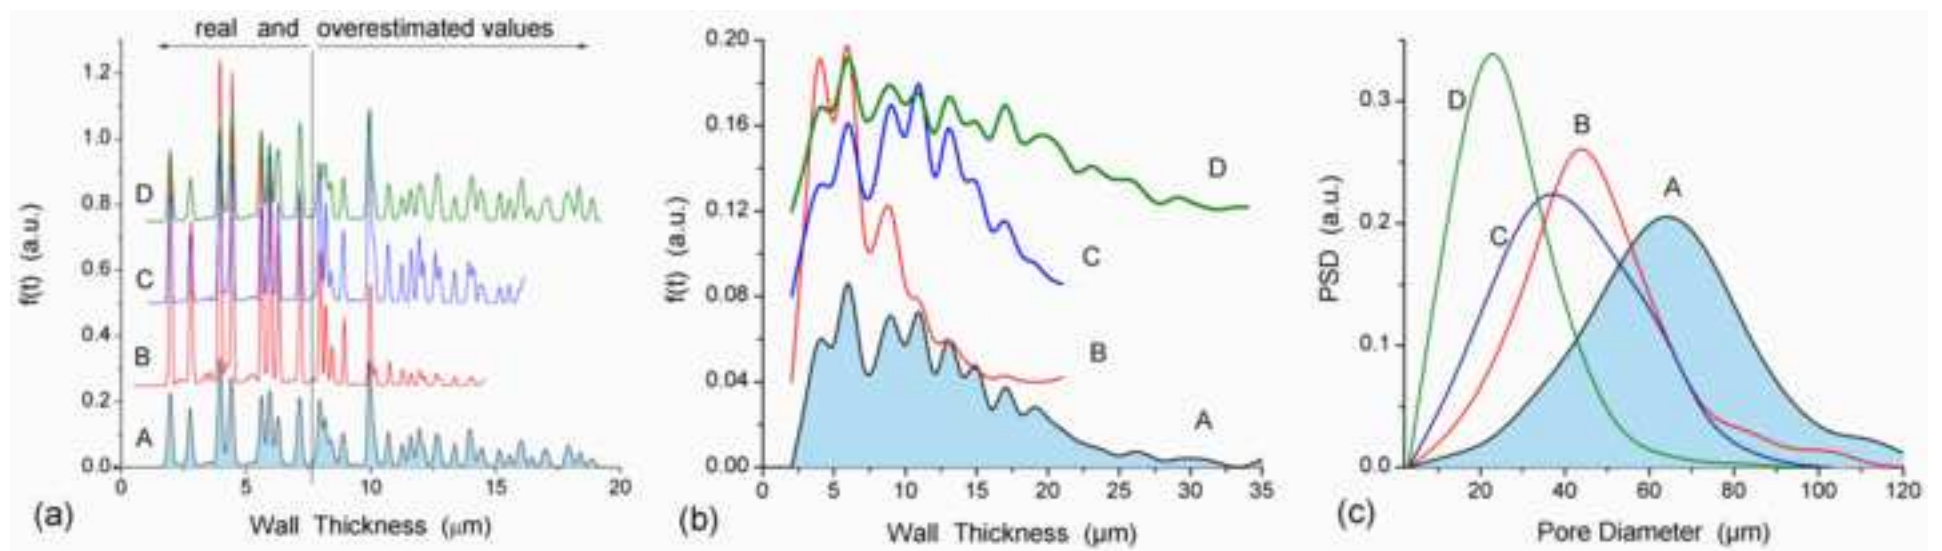 real and overestimated values
1.2
1.0
0.8
0.6
0.4
0.2
0.0
f(t) (a.u.)
D
C
B
A
0 5 10 15 20
Wall Thickness (μm)
(a)
0.20
0.16
0.12
0.08
0.04
0.00
f(t) (a.u.)
D
C
B
A
0 5 10 15 20 25 30 35
Wall Thickness (μm)
(b)
0.3
0.2
0.1
0.0
PSD (a.u.)
D
B
A
C
20 40 60 80 100 120
Pore Diameter (μm)
(c)